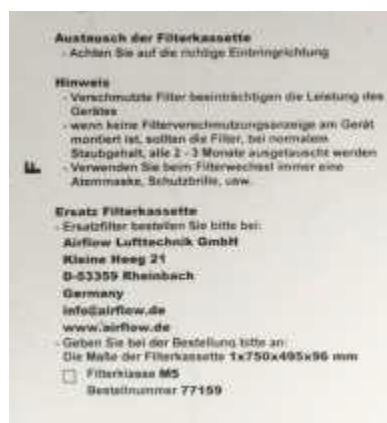 Austausch der Filterkassette
- Achten Sie auf die richtige Einbringrichtung
Hinweis
- Verschmutzte Filter beeinträchtigen die Leistung des
Gerätes
- wenn keine Filterverschmutzungsanzeige am Gerät
montiert ist, sollten die Filter, bei normalem
Staubgehalt, alle 2 - 3 Monate ausgetauscht werden
- Verwenden Sie beim Filterwechsel immer eine
Atemmaske, Schutzbrille, usw.
Ersatz Filterkassette
- Ersatzfilter bestellen Sie bitte bei:
Airflow Lufttechnik GmbH
Kleine Heeg 21
D-53359 Rheinbach
Germany
info@airflow.de
www.airflow.de
- Geben Sie bei der Bestellung bitte an:
Die Maße der Filterkassette 1x750x495x96 mm
Filterklasse M5
Bestellnummer 77159